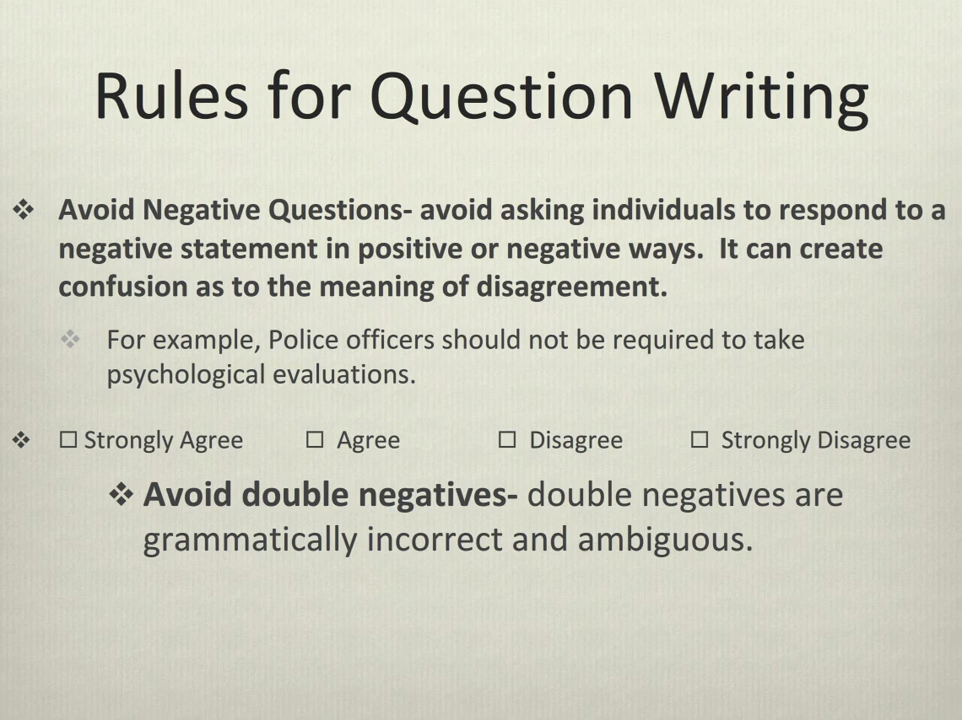 Rules for Question Writing
❖ Avoid Negative Questions- avoid asking individuals to respond to a
negative statement in positive or negative ways.  It can create
confusion as to the meaning of disagreement.
❖ For example, Police officers should not be required to take
psychological evaluations.
❖ ☐ Strongly Agree ☐ Agree ☐ Disagree ☐ Strongly Disagree
❖ Avoid double negatives- double negatives are
grammatically incorrect and ambiguous.